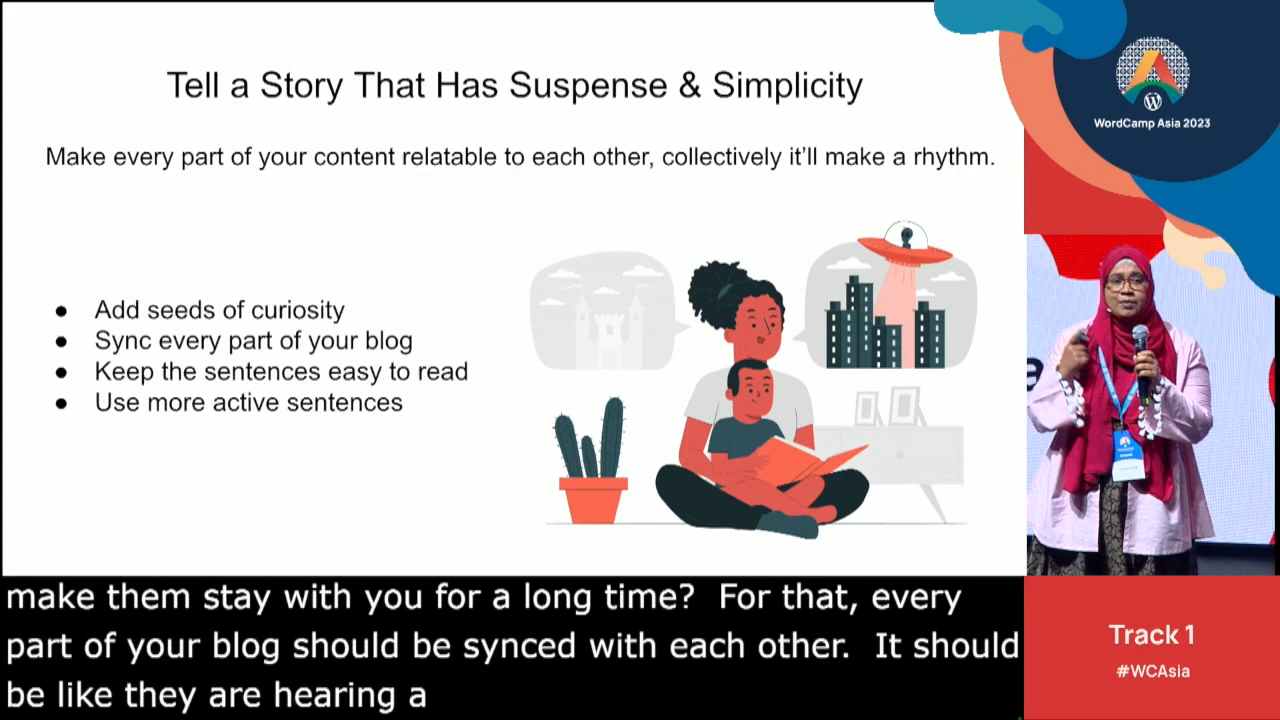 Tell a Story That Has Suspense & Simplicity
Make every part of your content relatable to each other, collectively it’ll make a rhythm.
● Add seeds of curiosity
● Sync every part of your blog
● Keep the sentences easy to read
● Use more active sentences
WordCamp Asia 2023
make them stay with you for a long time?  For that, every
part of your blog should be synced with each other.  It should
be like they are hearing a
Track 1
#WCAsia